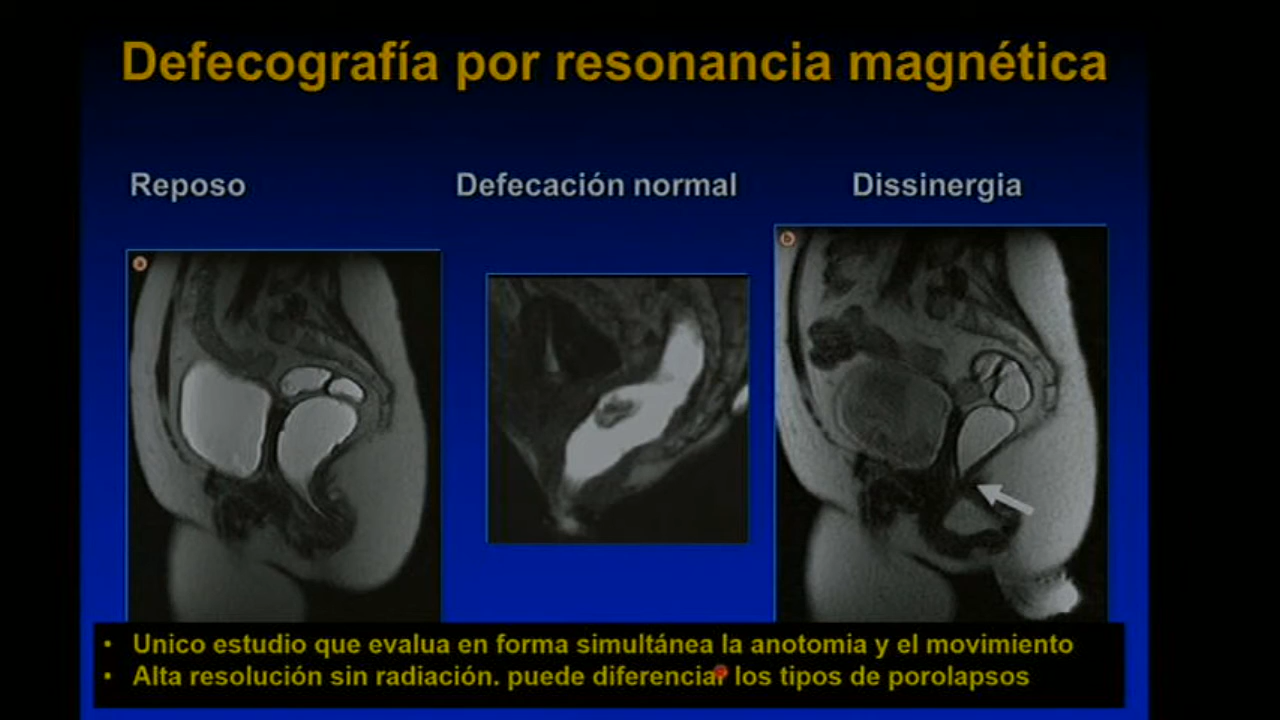 Defecografía por resonancia magnética
Reposo
Defecación normal
Dissinergia
a
b
• Unico estudio que evalua en forma simultánea la anotomia y el movimiento
• Alta resolución sin radiación. puede diferenciar los tipos de porolapsos